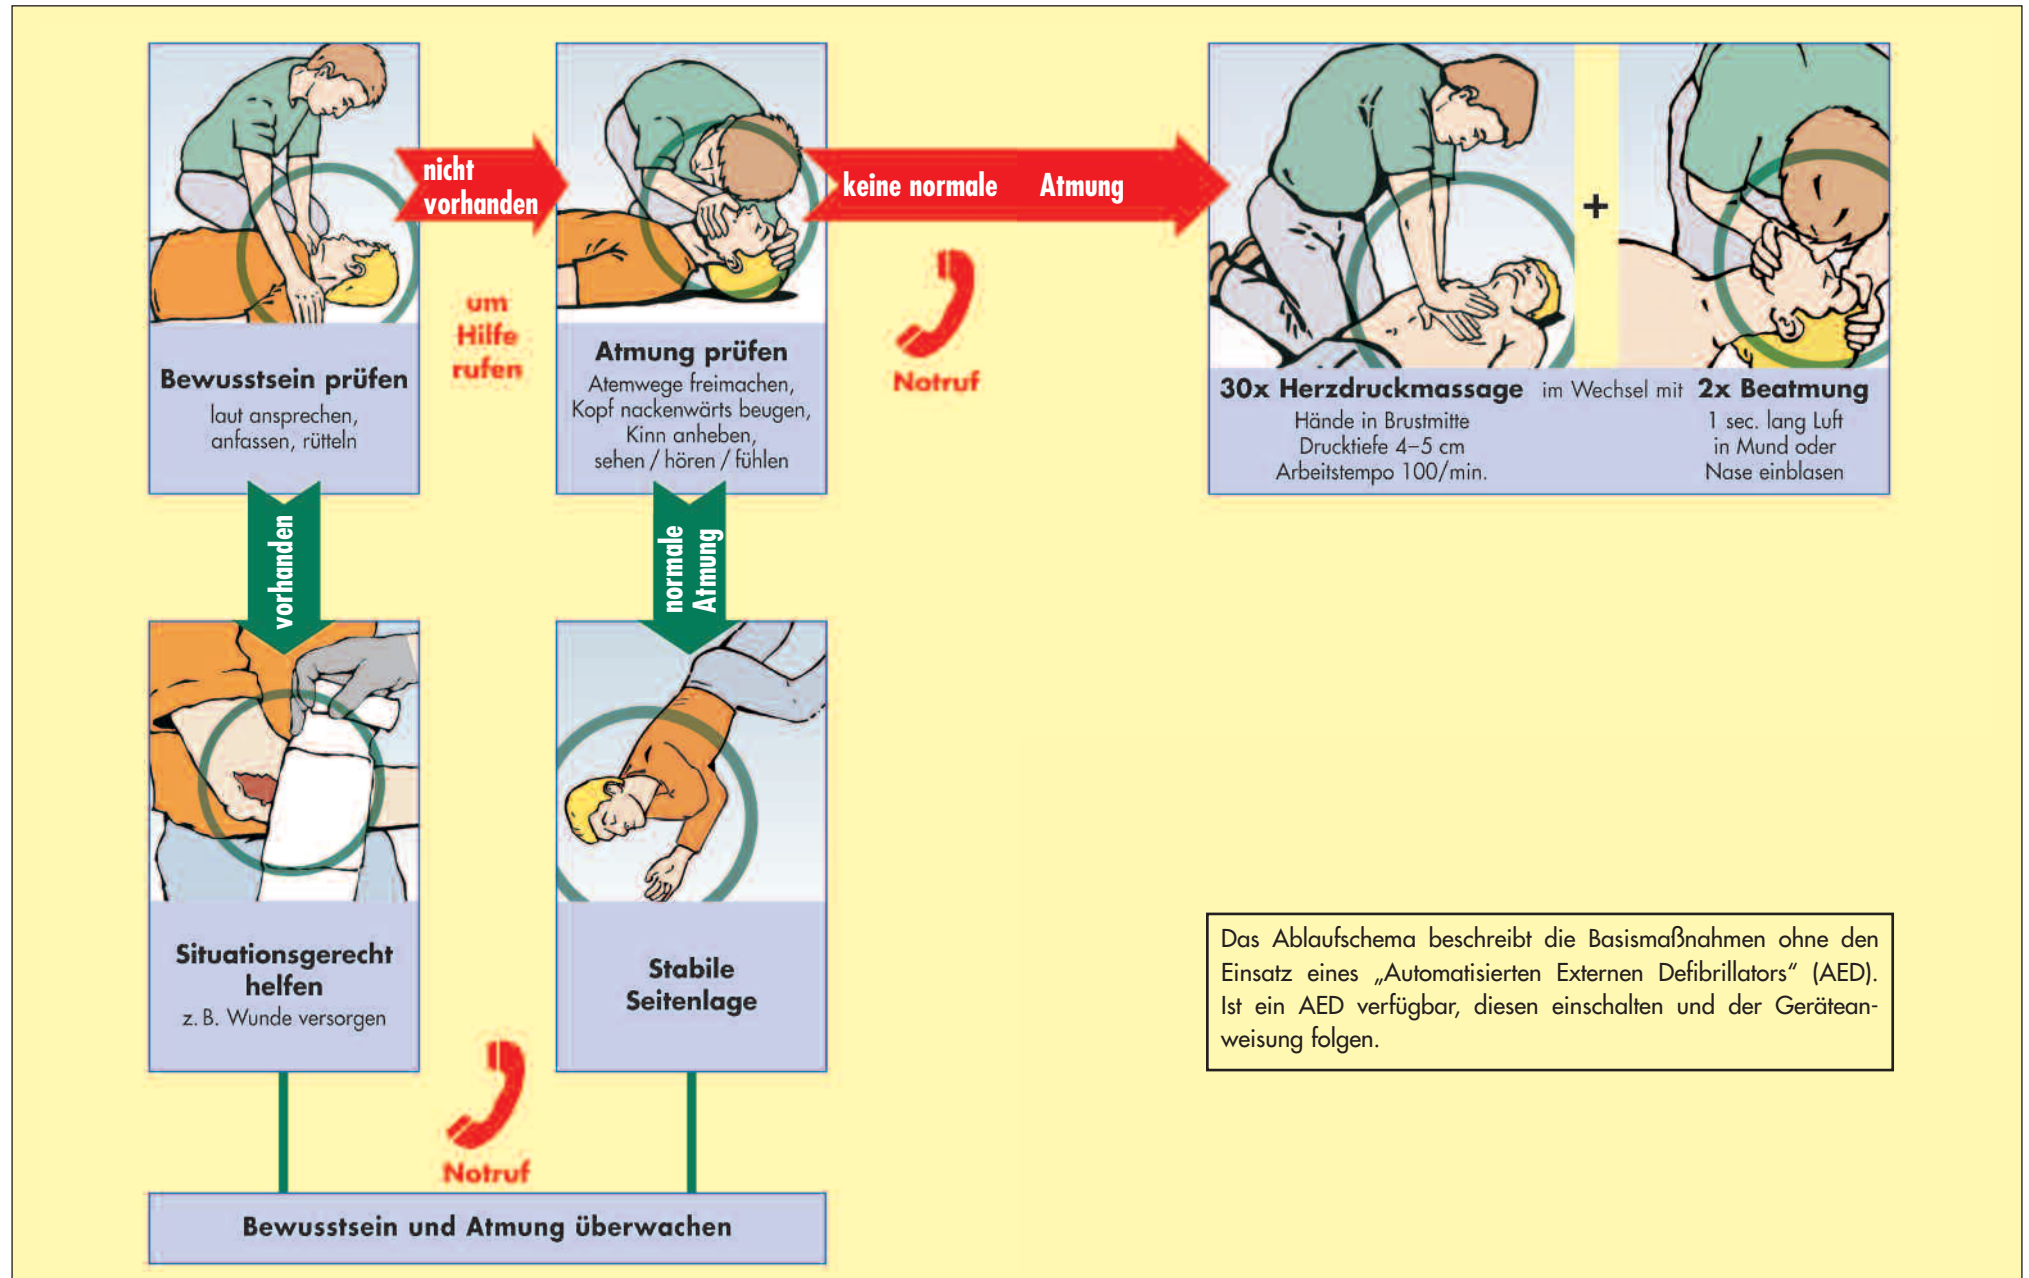 nicht
vorhanden
keine normale Atmung
um
Hilfe
rufen
Notruf
Bewusstsein prüfen
laut ansprechen,
anfassen, rütteln
Atmung prüfen
Atemwege freimachen,
Kopf nackenwärts beugen,
Kinn anheben,
sehen / hören / fühlen
+
30x Herzdruckmassage im Wechsel mit 2x Beatmung
Hände in Brustmitte
Drucktiefe 4–5 cm
Arbeitstempo 100/min.
1 sec. lang Luft
in Mund oder
Nase einblasen
vorhanden
normale
Atmung
Situationsgerecht
helfen
z. B. Wunde versorgen
Stabile
Seitenlage
Notruf
Bewusstsein und Atmung überwachen
Das Ablaufschema beschreibt die Basismaßnahmen ohne den
Einsatz eines „Automatisierten Externen Defibrillators“ (AED).
Ist ein AED verfügbar, diesen einschalten und der Gerätean-
weisung folgen.